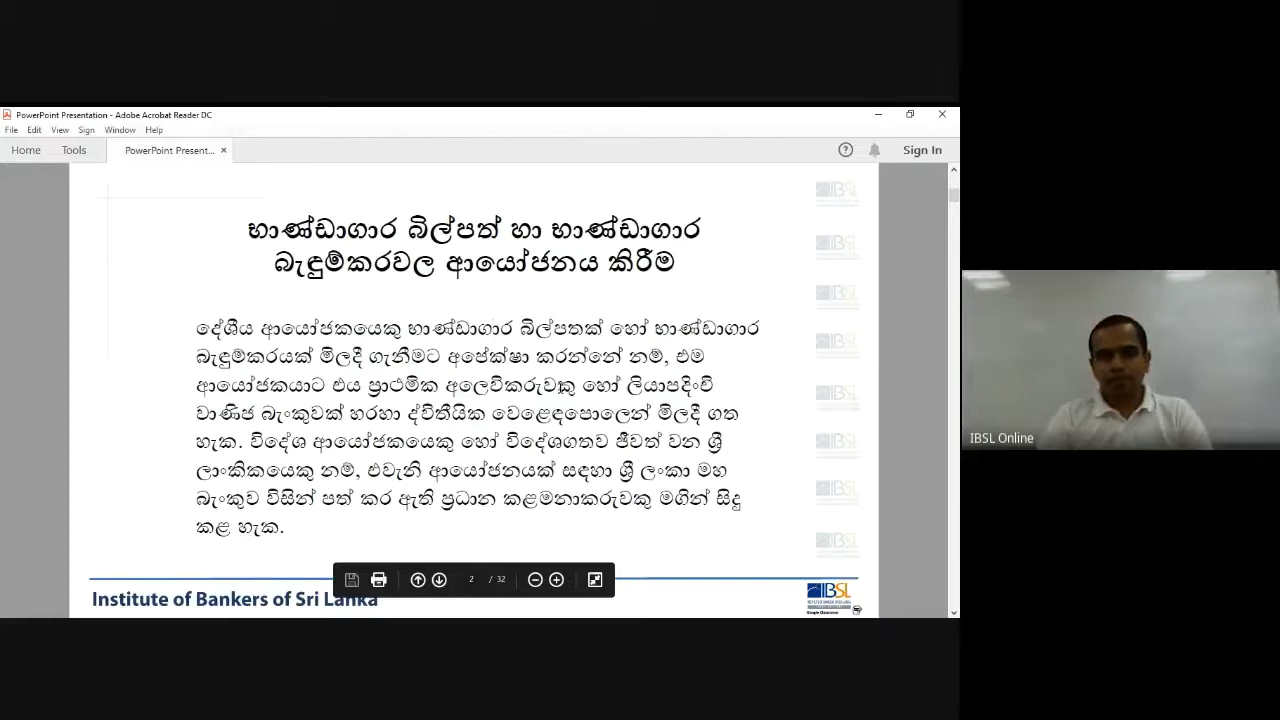 PowerPoint Presentation - Adobe Acrobat Reader DC
File Edit View Sign Window Help
Home Tools PowerPoint Present... × Sign In
භාණ්ඩාගාර බිල්පත් හා භාණ්ඩාගාර
බැඳුම්කරවල ආයෝජනය කිරීම
දේශීය ආයෝජකයෙකු භාණ්ඩාගාර බිල්පතක් හෝ භාණ්ඩාගාර
බැඳුම්කරයක් මිලදී ගැනීමට අපේක්ෂා කරන්නේ නම්, එම
ආයෝජකයාට එය ප්‍රාථමික අලෙවිකරුවකු හෝ ලියාපදිංචි
වාණිජ බැංකුවක් හරහා ද්විතීයික වෙළෙඳපොලෙන් මිලදී ගත
හැක. විදේශ ආයෝජකයෙකු හෝ විදේශගතව ජීවත් වන ශ්‍රී
ලාංකිකයෙකු නම්, එවැනි ආයෝජනයක් සඳහා ශ්‍රී ලංකා මහ
බැංකුව විසින් පත් කර ඇති ප්‍රධාන කළමනාකරුවකු මගින් සිදු
කළ හැක.
2 / 32
Institute of Bankers of Sri Lanka
IBSL
IBSL Online